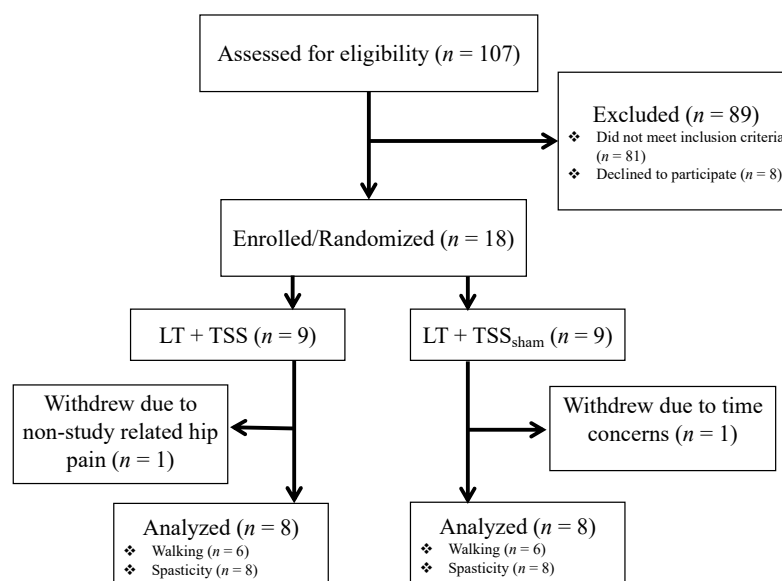 Assessed for eligibility (n = 107)
Excluded (n = 89)
❖ Did not meet inclusion criteria
(n = 81)
❖ Declined to participate (n = 8)
Enrolled/Randomized (n = 18)
LT + TSS (n = 9)
LT + TSSsham (n = 9)
Withdrew due to
non-study related hip
pain (n = 1)
Withdrew due to time
concerns (n = 1)
Analyzed (n = 8)
❖ Walking (n = 6)
❖ Spasticity (n = 8)
Analyzed (n = 8)
❖ Walking (n = 6)
❖ Spasticity (n = 8)